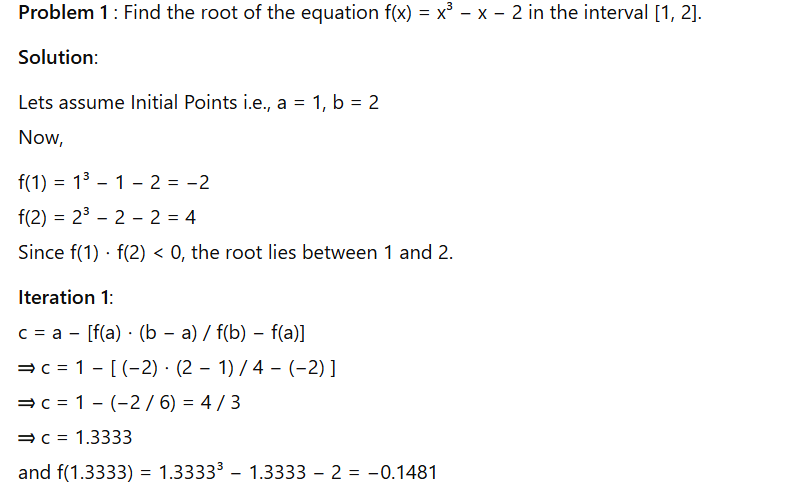 Problem 1 : Find the root of the equation f(x) = x³ − x − 2 in the interval [1, 2].
Solution:
Lets assume Initial Points i.e., a = 1, b = 2
Now,
f(1) = 1³ − 1 − 2 = −2
f(2) = 2³ − 2 − 2 = 4
Since f(1) · f(2) < 0, the root lies between 1 and 2.
Iteration 1:
c = a − [f(a) · (b − a) / f(b) − f(a)]
⇒ c = 1 − [ (−2) · (2 − 1) / 4 − (−2) ]
⇒ c = 1 − (−2 / 6) = 4 / 3
⇒ c = 1.3333
and f(1.3333) = 1.3333³ − 1.3333 − 2 = −0.1481